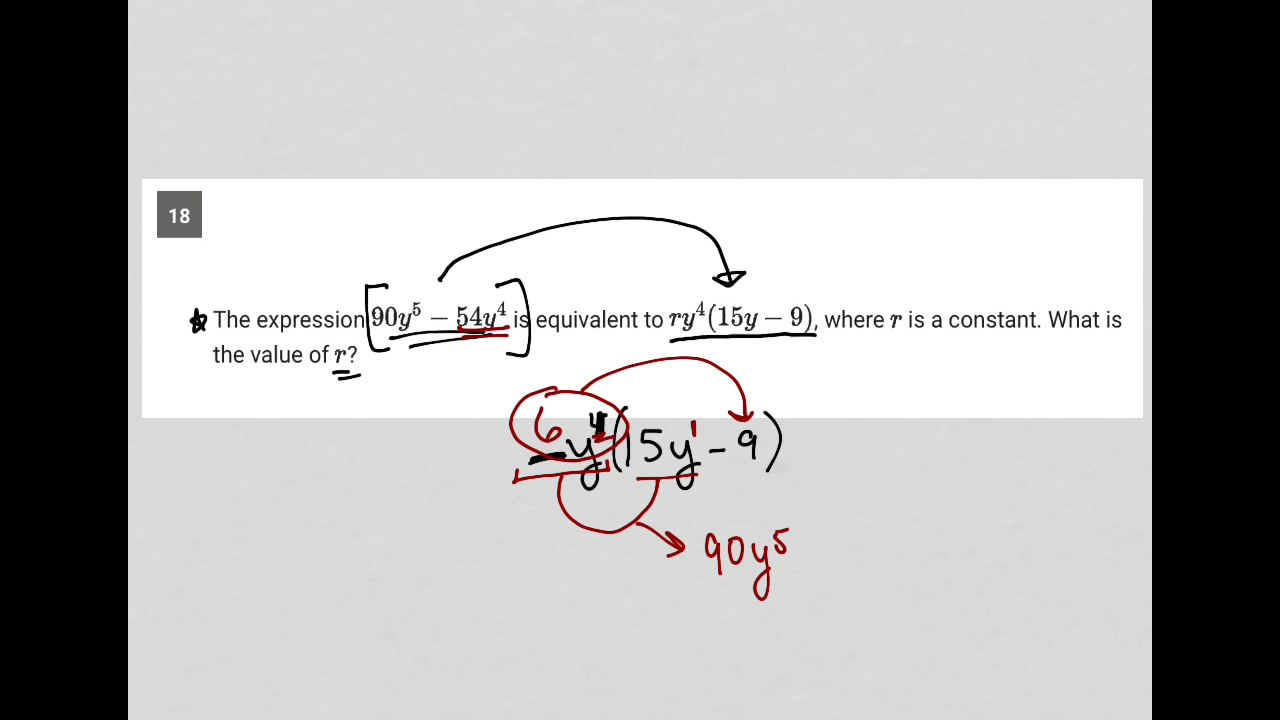 18
The expression 90y⁵ − 54y⁴ is equivalent to ry⁴(15y − 9), where r is a constant. What is
the value of r?
6y⁴(15y¹ - 9)
90y⁵